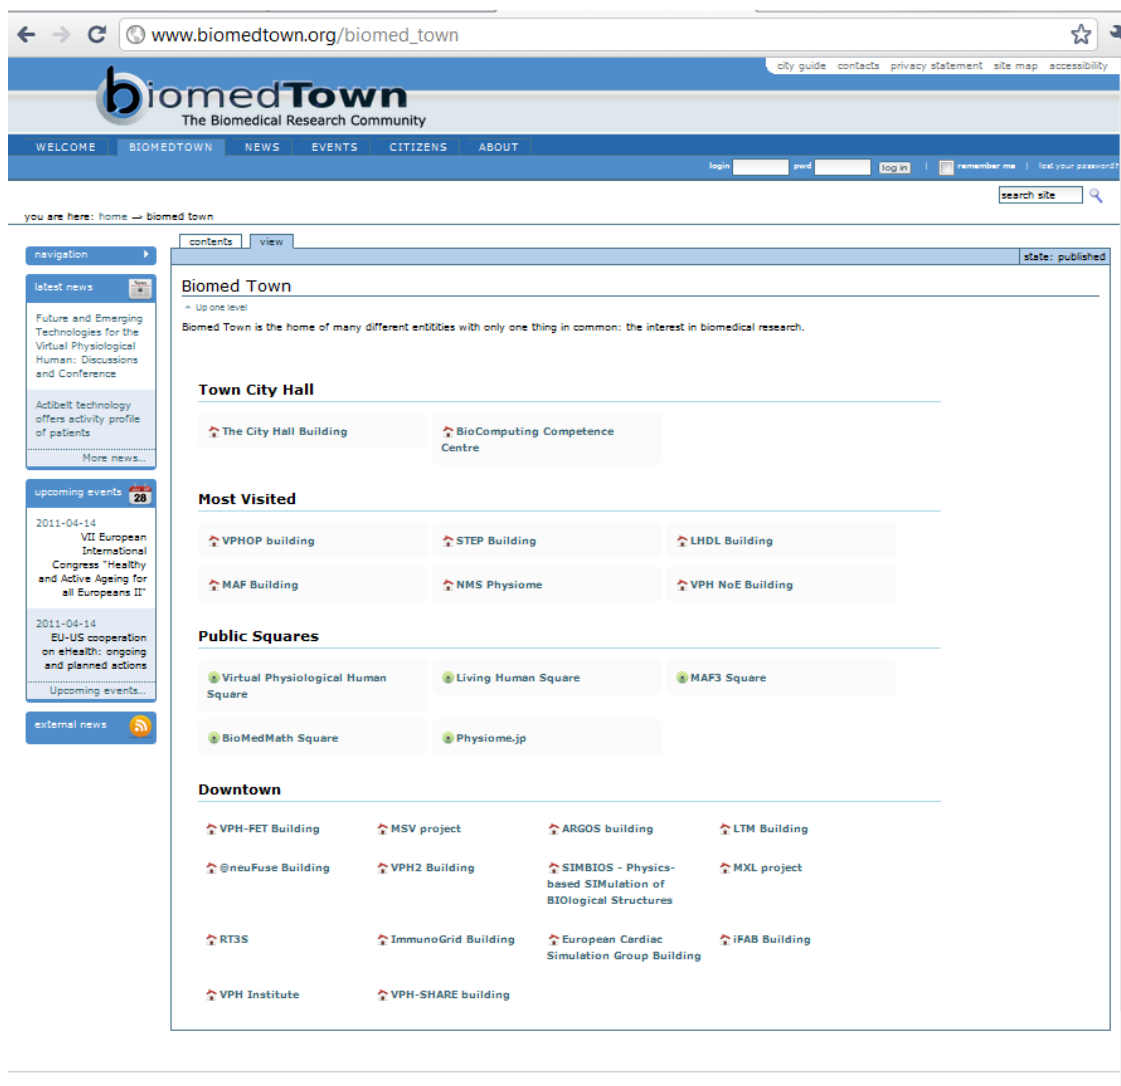 www.biomedtown.org/biomed_town
city guide contacts privacy statement site map accessibility
biomedTown
The Biomedical Research Community
WELCOME BIOMEDTOWN NEWS EVENTS CITIZENS ABOUT
login pwd log in | remember me | lost your password?
search site
you are here: home → biomed town
contents view
navigation
state: published
latest news
News
Biomed Town
Up one level
Biomed Town is the home of many different entitities with only one thing in common: the interest in biomedical research.
Future and Emerging
Technologies for the
Virtual Physiological
Human: Discussions
and Conference
Actibelt technology
offers activity profile
of patients
More news...
upcoming events
28
2011-04-14
VII European
International
Congress "Healthy
and Active Ageing for
all Europeans II"
2011-04-14
EU-US cooperation
on eHealth: ongoing
and planned actions
Upcoming events...
external news
Town City Hall
The City Hall Building
BioComputing Competence
Centre
Most Visited
VPHOP building STEP Building LHDL Building
MAF Building NMS Physiome VPH NoE Building
Public Squares
Virtual Physiological Human
Square
Living Human Square
MAF3 Square
BioMedMath Square Physiome.jp
Downtown
VPH-FET Building MSV project ARGOS building LTM Building
@neuFuse Building VPH2 Building
SIMBIOS - Physics-
based SIMulation of
BIOlogical Structures
MXL project
RT3S ImmunoGrid Building
European Cardiac
Simulation Group Building
iFAB Building
VPH Institute VPH-SHARE building